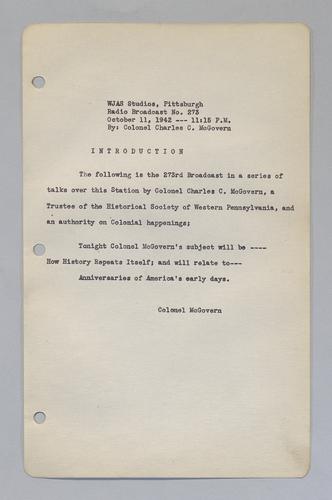 WJAS Studios, Pittsburgh
Radio Broadcast No. 273
October 11, 1942 --- 11:15 P.M.
By: Colonel Charles C. McGovern
I N T R O D U C T I O N
The following is the 273rd Broadcast in a series of
talks over this Station by Colonel Charles C. McGovern, a
Trustee of the Historical Society of Western Pennsylvania, and
an authority on Colonial happenings;
Tonight Colonel McGovern's subject will be ----
How History Repeats Itself; and will relate to---
Anniversaries of America's early days.
Colonel McGovern